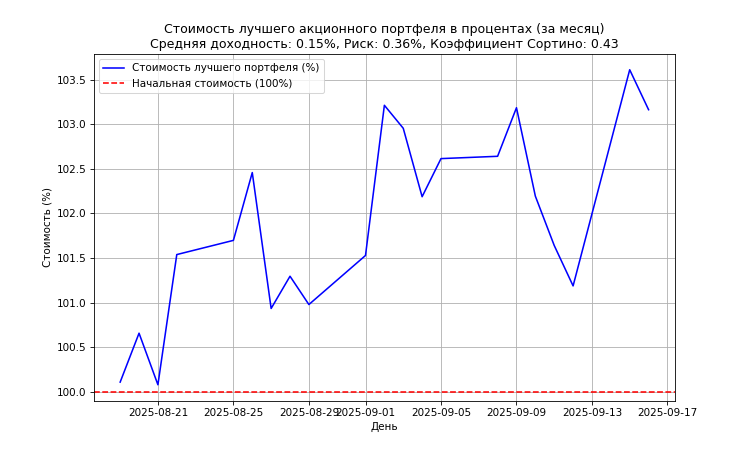 Стоимость лучшего акционного портфеля в процентах (за месяц)
Средняя доходность: 0.15%, Риск: 0.36%, Коэффициент Сортино: 0.43
Стоимость лучшего портфеля (%)
Начальная стоимость (100%)
103.5
103.0
102.5
102.0
101.5
101.0
100.5
100.0
Стоимость (%)
2025-08-21
2025-08-25
2025-08-29
2025-09-01
2025-09-05
2025-09-09
2025-09-13
2025-09-17
День